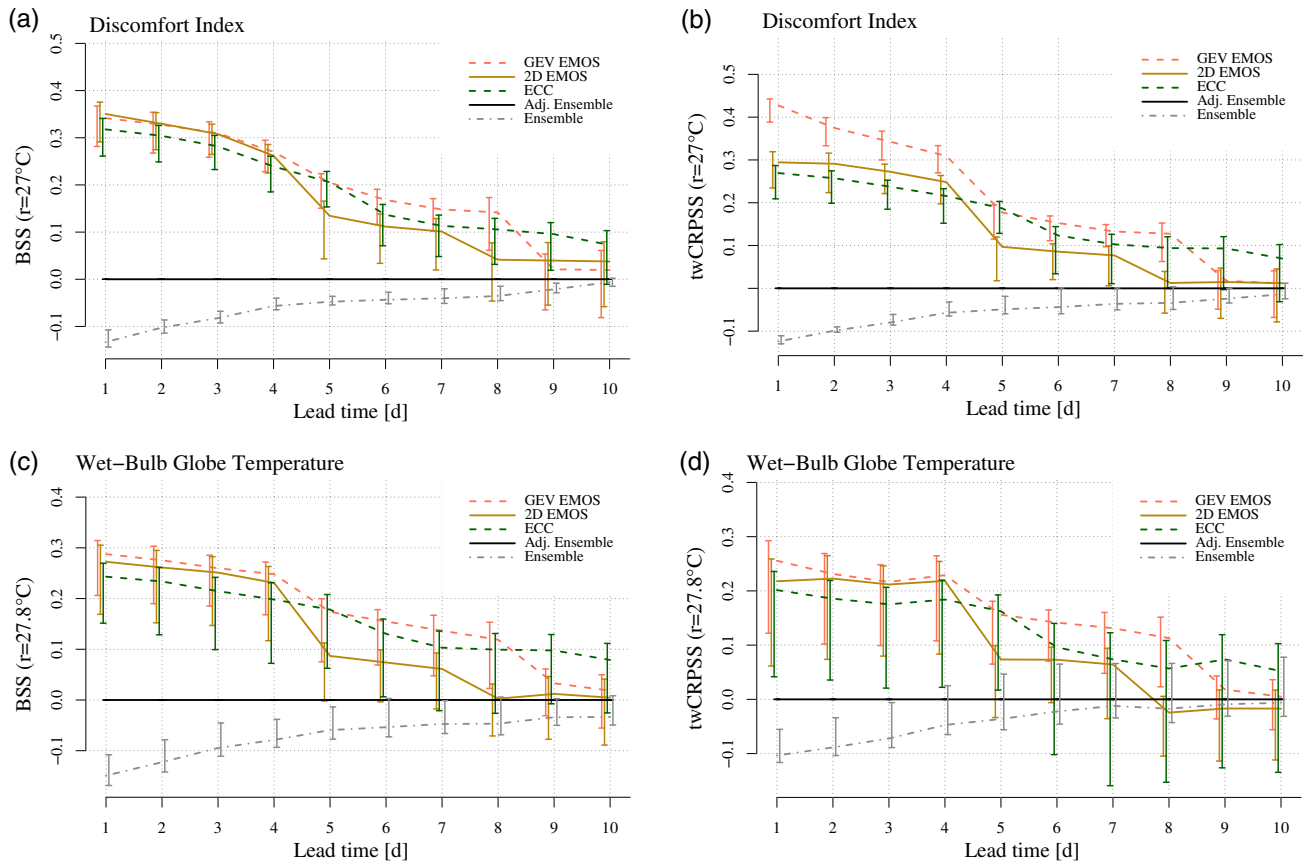 (a)
Discomfort Index
BSS (r=27°C)
0.5
0.4
0.3
0.2
0.1
0.0
−0.1
GEV EMOS
2D EMOS
ECC
Adj. Ensemble
Ensemble
1 2 3 4 5 6 7 8 9 10
Lead time [d]
(b)
Discomfort Index
twCRPSS (r=27°C)
0.5
0.4
0.3
0.2
0.0
−0.1
GEV EMOS
2D EMOS
ECC
Adj. Ensemble
Ensemble
1 2 3 4 5 6 7 8 9 10
Lead time [d]
(c)
Wet−Bulb Globe Temperature
BSS (r=27.8°C)
0.4
0.3
0.2
0.1
0.0
−0.1
GEV EMOS
2D EMOS
ECC
Adj. Ensemble
Ensemble
1 2 3 4 5 6 7 8 9 10
Lead time [d]
(d)
Wet−Bulb Globe Temperature
twCRPSS (r=27.8°C)
0.4
0.3
0.2
0.1
0.0
−0.1
GEV EMOS
2D EMOS
ECC
Adj. Ensemble
Ensemble
1 2 3 4 5 6 7 8 9 10
Lead time [d]